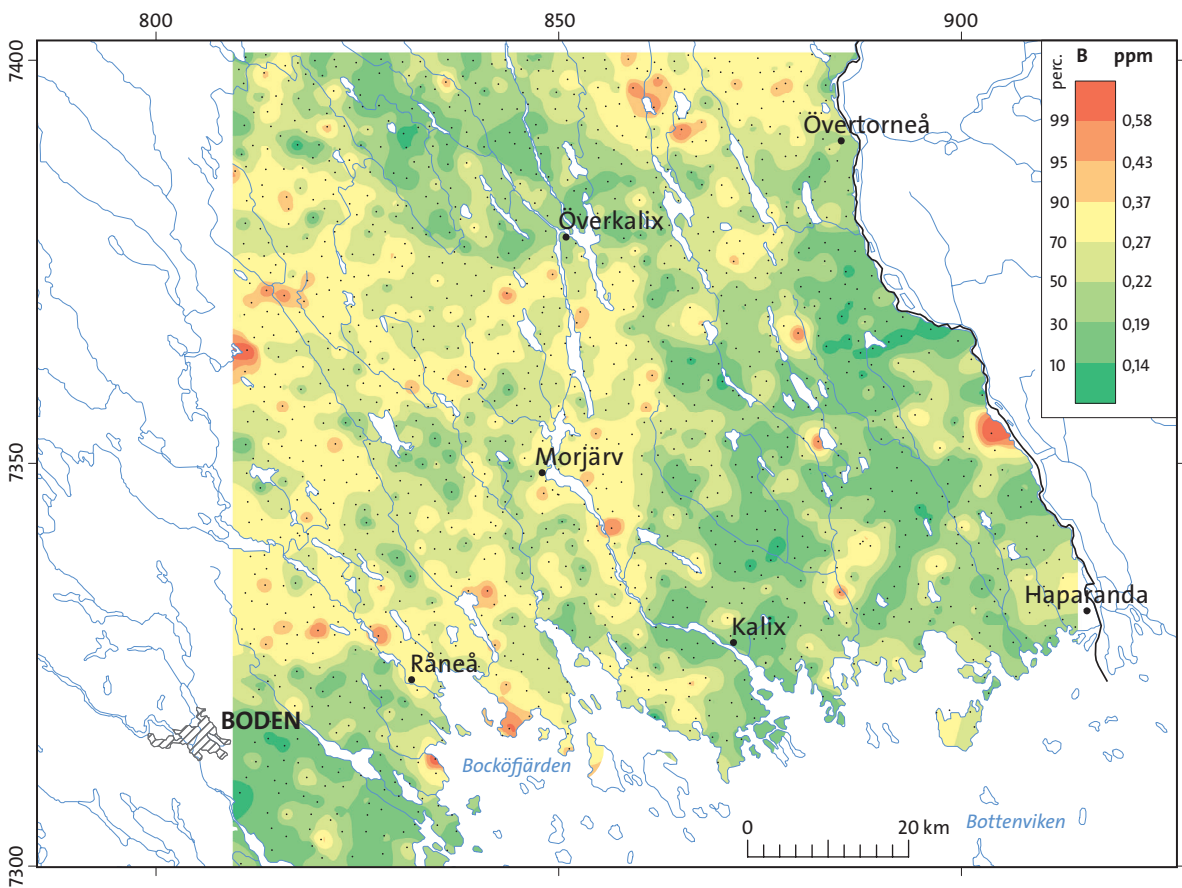 800 850 900
7400
7350
7300
perc. B ppm
99 0,58
95 0,43
90 0,37
70 0,27
50 0,22
30 0,19
10 0,14
Övertorneå
Överkalix
Morjärv
Haparanda
Kalix
Råneå
BODEN
Bocköfjärden
Bottenviken
0 20 km